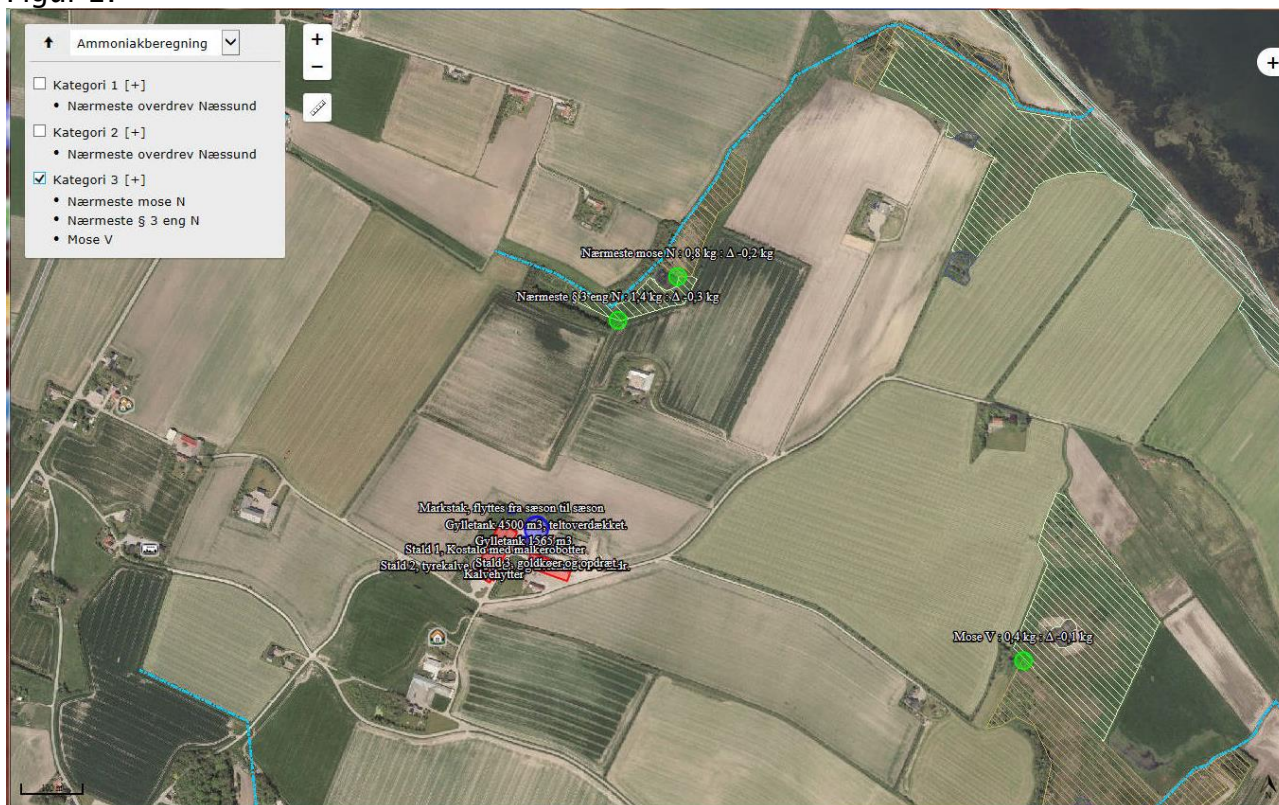 Ammoniakberegning
Kategori 1 [+]
• Nærmeste overdrev Næssund
Kategori 2 [+]
• Nærmeste overdrev Næssund
Kategori 3 [+]
• Nærmeste mose N
• Nærmeste § 3 eng N
• Mose V
+
−
+
Nærmeste mose N : 0,8 kg : Δ -0,2 kg
Nærmeste § 3 eng N : 1,4 kg : Δ -0,3 kg
Markstak, flyttes fra sæson til sæson
Gylletank 4500 m3, teltoverdækket.
Gylletank 1565 m3
Stald 1, Kostald med malkerobotter
Stald 2, tyrekalve
Stald 3, goldkøer og opdræt
Kalvehytter
Mose V : 0,4 kg : Δ -0,1 kg
N